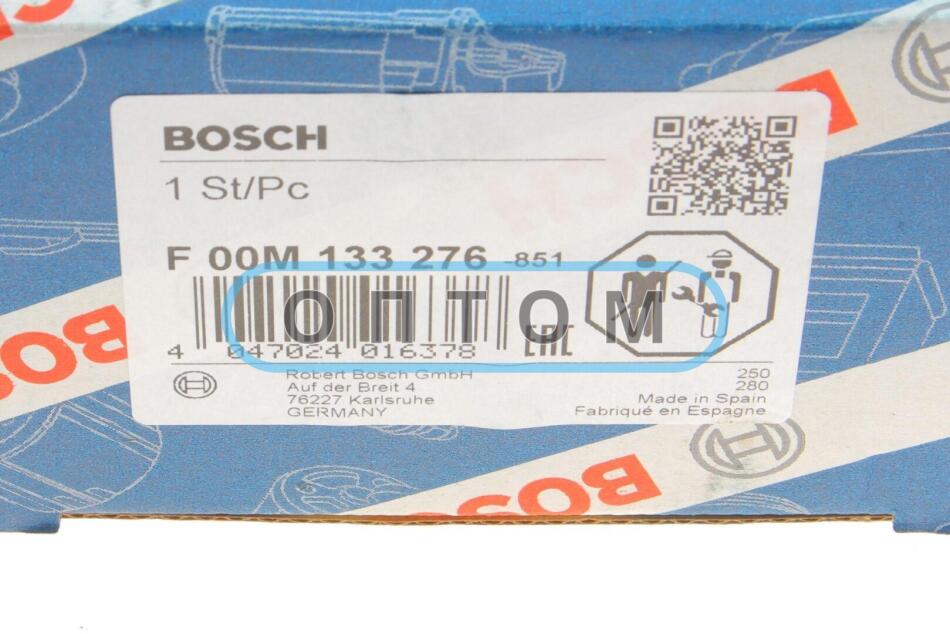 BOSCH
1 St/Pc
F 00M 133 276 -851
ОПТОМ
4 047024 016378
EAC
Robert Bosch GmbH
Auf der Breit 4
76227 Karlsruhe
GERMANY
250
280
Made in Spain
Fabriqué en Espagne
BOSCH